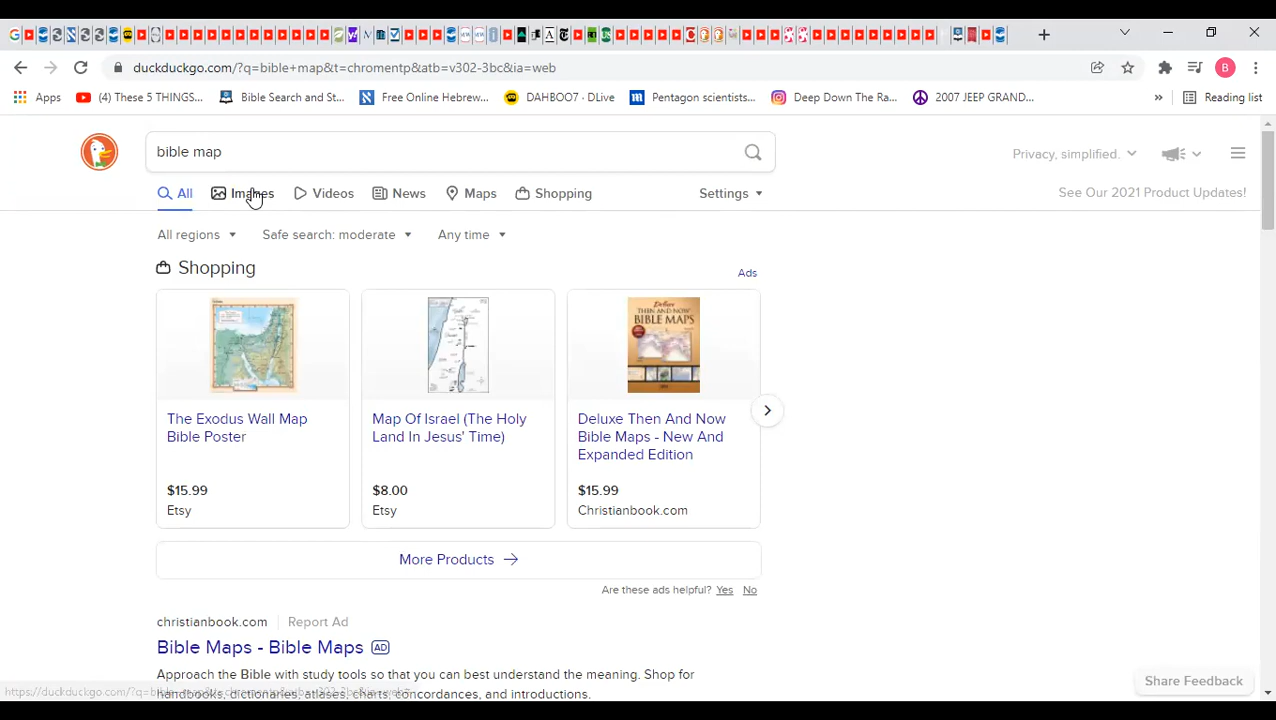 duckduckgo.com/?q=bible+map&t=chromentp&atb=v302-3bc&ia=web
B
Apps
(4) These 5 THINGS...
Bible Search and St...
Free Online Hebrew...
DAHBOO7 - DLive
Pentagon scientists...
Deep Down The Ra...
2007 JEEP GRAND...
»
Reading list
bible map
Privacy, simplified.
All
Images
Videos
News
Maps
Shopping
Settings
See Our 2021 Product Updates!
All regions
Safe search: moderate
Any time
Shopping
Ads
Deluxe
THEN AND NOW
BIBLE MAPS
The Exodus Wall Map
Bible Poster
$15.99
Etsy
Map Of Israel (The Holy
Land In Jesus' Time)
$8.00
Etsy
Deluxe Then And Now
Bible Maps - New And
Expanded Edition
$15.99
Christianbook.com
More Products
Are these ads helpful? Yes No
christianbook.com
Report Ad
Bible Maps - Bible Maps AD
Approach the Bible with study tools so that you can best understand the meaning. Shop for
handbooks, dictionaries, atlases, charts, concordances, and introductions.
Share Feedback